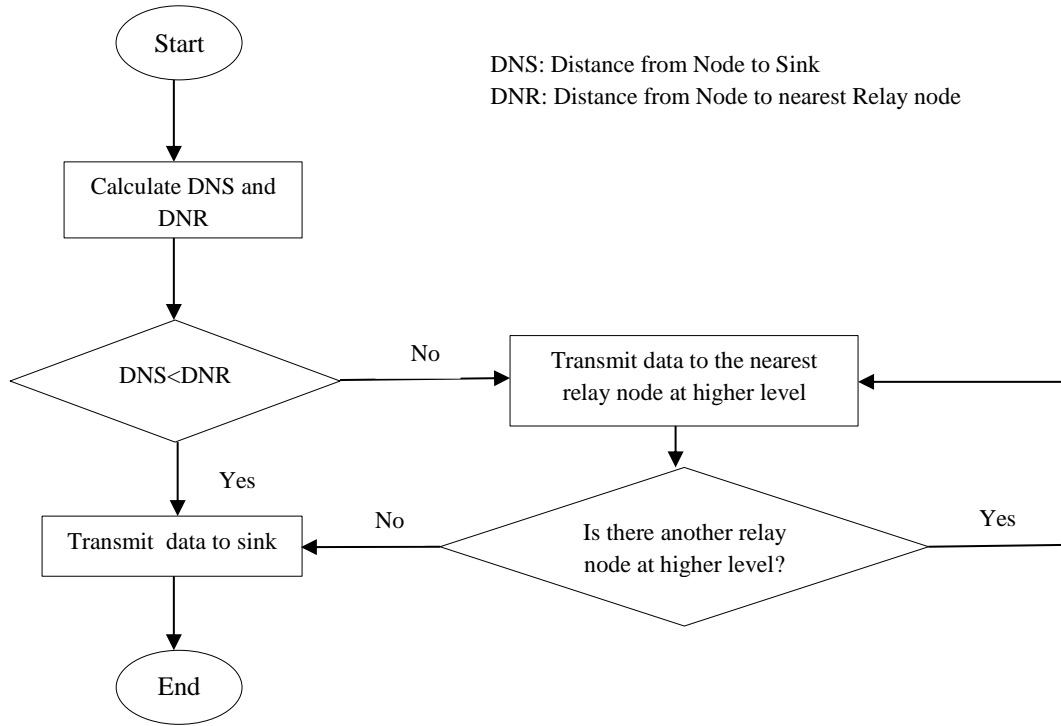 Start
DNS: Distance from Node to Sink
DNR: Distance from Node to nearest Relay node
Calculate DNS and
DNR
DNS<DNR
No
Transmit data to the nearest
relay node at higher level
Yes
Transmit data to sink
No
Is there another relay
node at higher level?
Yes
End